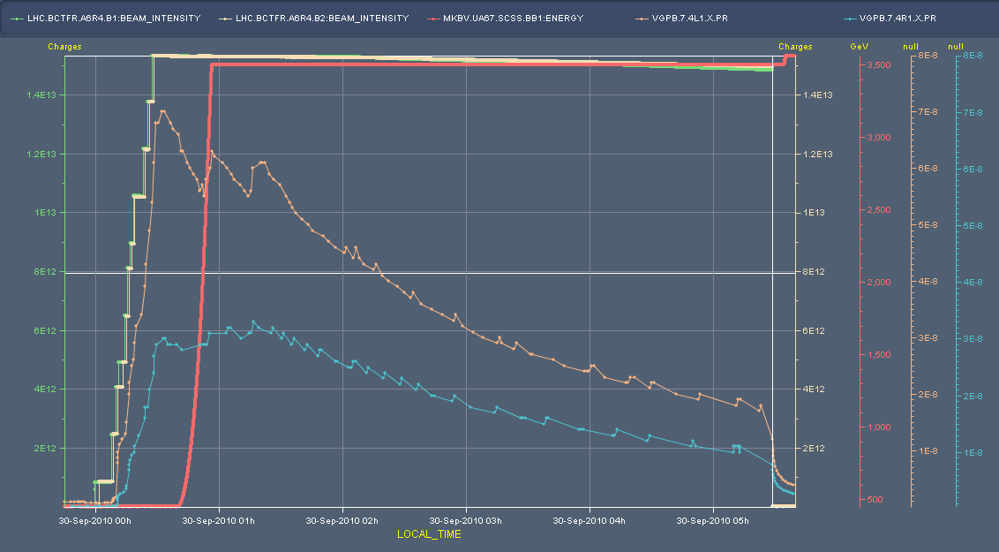 LHC.BCTFR.A6R4.B1:BEAM_INTENSITY LHC.BCTFR.A6R4.B2:BEAM_INTENSITY MKBV.UA67.SCSS.BB1:ENERGY VGPB.7.4L1.X.PR VGPB.7.4R1.X.PR
Charges Charges GeV null null
8E-8 8E-8
3,500
1.4E13 1.4E13
7E-8 7E-8
3,000
1.2E13 1.2E13
6E-8 6E-8
1E13 1E13 2,500
5E-8 5E-8
8E12 8E12
2,000 4E-8 4E-8
6E12 6E12
3E-8 3E-8
1,500
4E12 4E12
2E-8 2E-8
1,000
2E12 2E12
1E-8 1E-8
500
30-Sep-2010 00h 30-Sep-2010 01h 30-Sep-2010 02h 30-Sep-2010 03h 30-Sep-2010 04h 30-Sep-2010 05h
LOCAL_TIME